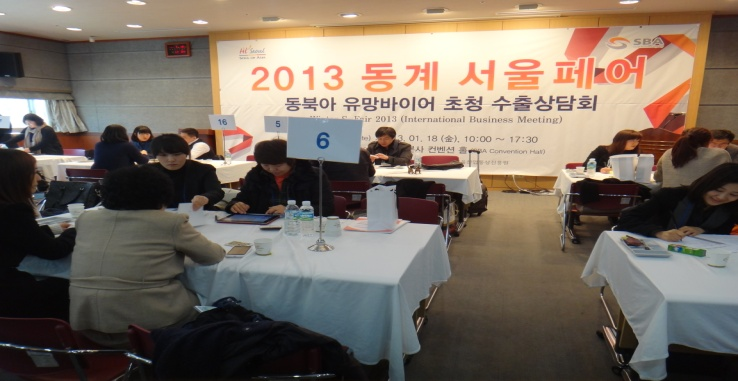 Hi Seoul
SBA
2013 동계 서울페어
동북아 유망바이어 초청 수출상담회
Fair 2013 (International Business Meeting)
01. 18 (금), 10:00 ~ 17:30
컨벤션 홀 Convention Hall)
16
5
6